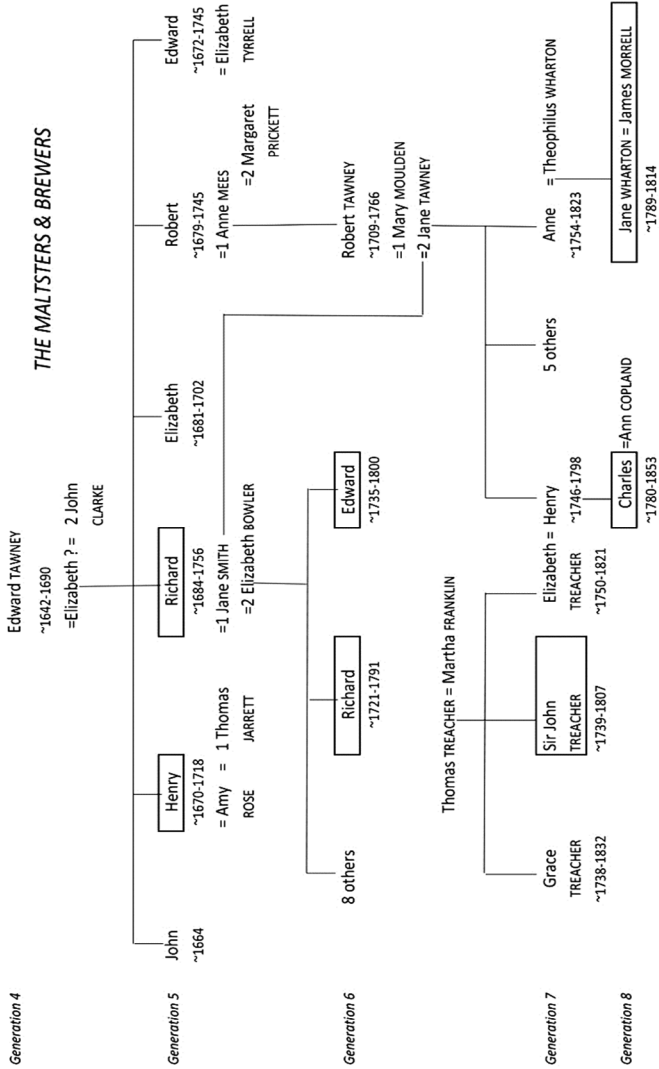 THE MALTSTERS & BREWERS
Generation 4
Edward TAWNEY
~1642-1690
=Elizabeth ? = 2 John
CLARKE
Generation 5
John
~1664
Henry
~1670-1718
= Amy = 1 Thomas
ROSE JARRETT
Richard
~1684-1756
=1 Jane SMITH
=2 Elizabeth BOWLER
Elizabeth
~1681-1702
Robert
~1679-1745
=1 Anne MEES
=2 Margaret
PRICKETT
Edward
~1672-1745
= Elizabeth
TYRRELL
Generation 6
8 others
Richard
~1721-1791
Edward
~1735-1800
Robert TAWNEY
~1709-1766
=1 Mary MOULDEN
=2 Jane TAWNEY
Thomas TREACHER = Martha FRANKLIN
Generation 7
Grace
TREACHER
~1738-1832
Sir John
TREACHER
~1739-1807
Elizabeth = Henry
TREACHER ~1746-1798
~1750-1821
5 others
Anne = Theophilus WHARTON
~1754-1823
Generation 8
Charles =Ann COPLAND
~1780-1853
Jane WHARTON = James MORRELL
~1789-1814